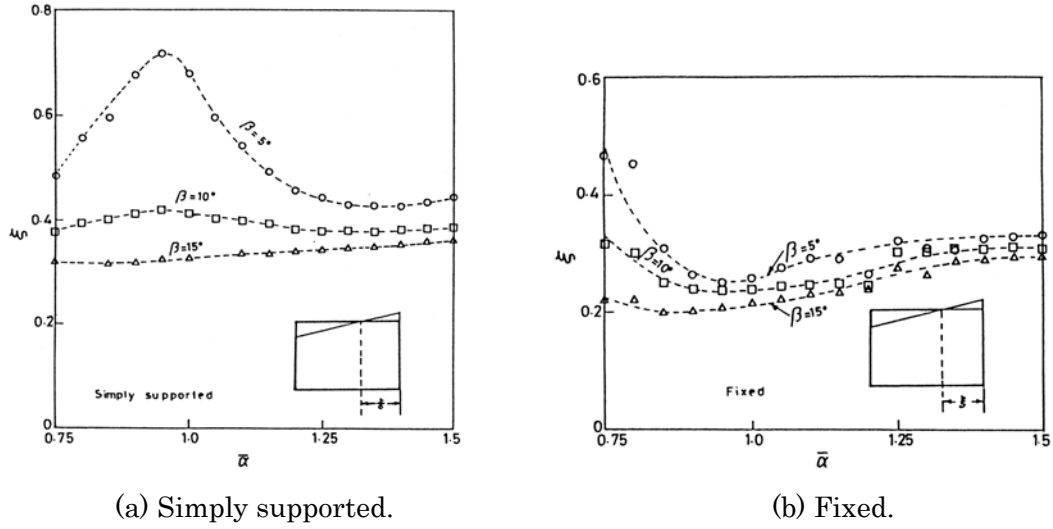 0.8
0.6
0.4
ξ
0.2
0
0.75
1.0
1.25
1.5
ᾱ
β=5°
β=10°
β=15°
Simply supported
ξ
(a) Simply supported.
0.6
0.4
ξ
0.2
0
0.75
1.0
1.25
1.5
ᾱ
β=5°
β=10°
β=15°
Fixed
ξ
(b) Fixed.